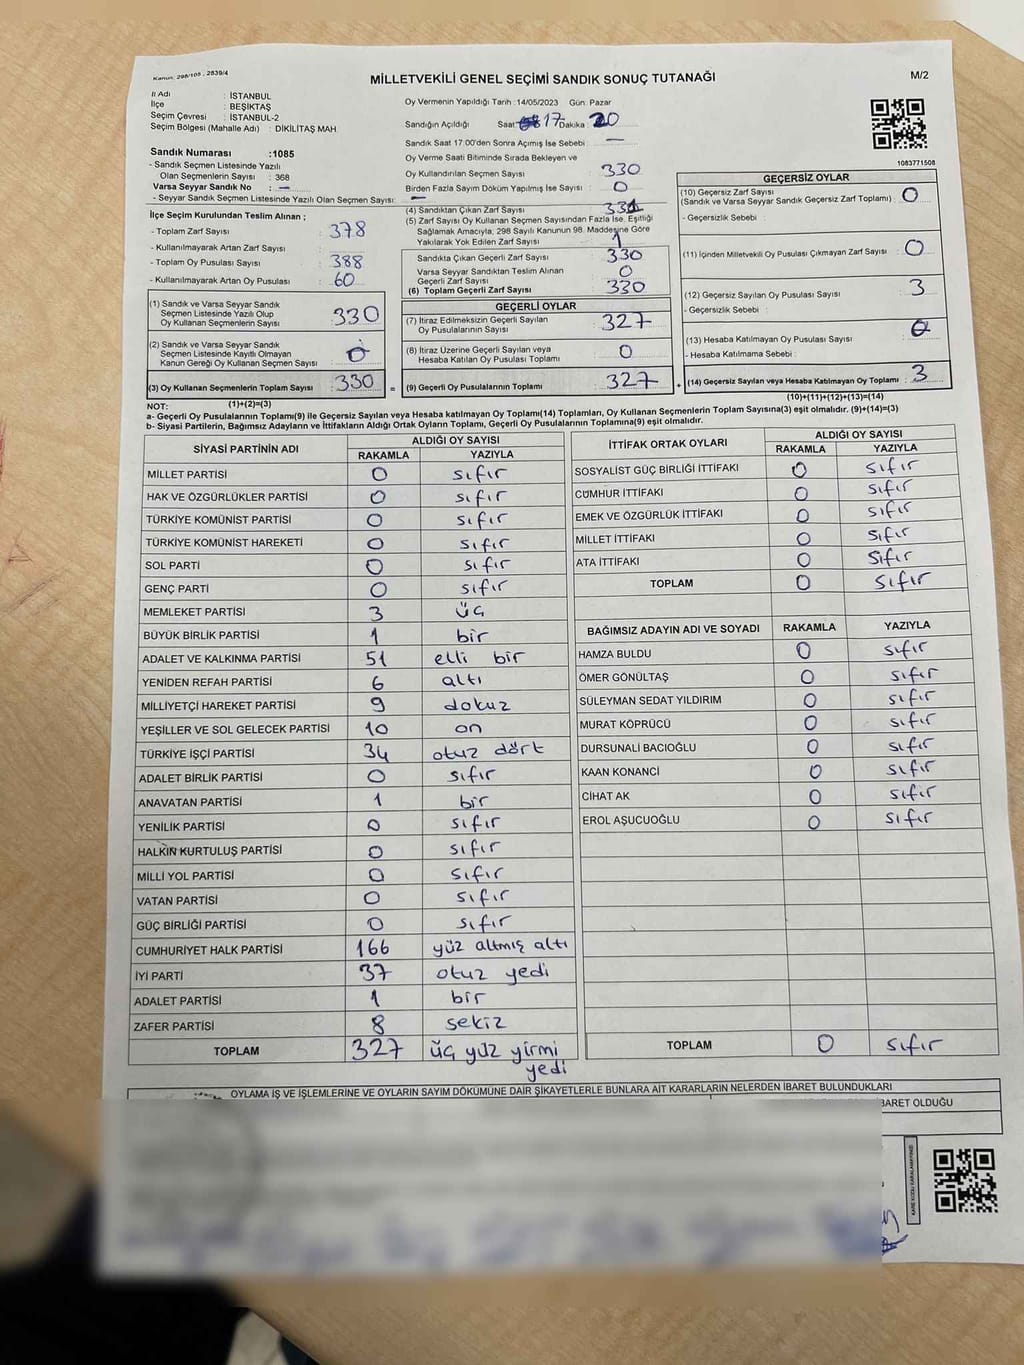 Kanun: 298/105 , 2839/4
MİLLETVEKİLİ GENEL SEÇİMİ SANDIK SONUÇ TUTANAĞI
M/2
İl Adı : İSTANBUL
İlçe : BEŞİKTAŞ
Seçim Çevresi : İSTANBUL-2
Seçim Bölgesi (Mahalle Adı) : DİKİLİTAŞ MAH.
Sandık Numarası :1085
- Sandık Seçmen Listesinde Yazılı
Olan Seçmenlerin Sayısı : 368
Varsa Seyyar Sandık No : —
- Seyyar Sandık Seçmen Listesinde Yazılı Olan Seçmen Sayısı: —
İlçe Seçim Kurulundan Teslim Alınan ;
- Toplam Zarf Sayısı : 378
- Kullanılmayarak Artan Zarf Sayısı :
- Toplam Oy Pusulası Sayısı : 388
- Kullanılmayarak Artan Oy Pusulası : 60
(1) Sandık ve Varsa Seyyar Sandık
Seçmen Listesinde Yazılı Olup
Oy Kullanan Seçmenlerin Sayısı : 330
(2) Sandık ve Varsa Seyyar Sandık
Seçmen Listesinde Kayıtlı Olmayan
Kanun Gereği Oy Kullanan Seçmen Sayısı : 0
(3) Oy Kullanan Seçmenlerin Toplam Sayısı : 330
(1)+(2)=(3)
Oy Vermenin Yapıldığı Tarih : 14/05/2023 Gün: Pazar
Sandığın Açıldığı Saat: 17 Dakika : 20
Sandık Saat 17.00'den Sonra Açımış İse Sebebi : —
Oy Verme Saati Bitiminde Sırada Bekleyen ve
Oy Kullandırılan Seçmen Sayısı : 330
Birden Fazla Sayım Döküm Yapılmış İse Sayısı : 0
(4) Sandıktan Çıkan Zarf Sayısı : 331
(5) Zarf Sayısı Oy Kullanan Seçmen Sayısından Fazla İse, Eşitliği
Sağlamak Amacıyla, 298 Sayılı Kanunun 98. Maddesine Göre
Yakılarak Yok Edilen Zarf Sayısı : 1
Sandıkta Çıkan Geçerli Zarf Sayısı : 330
Varsa Seyyar Sandıktan Teslim Alınan
Geçerli Zarf Sayısı : 0
(6) Toplam Geçerli Zarf Sayısı : 330
GEÇERLİ OYLAR
(7) İtiraz Edilmeksizin Geçerli Sayılan
Oy Pusulalarının Sayısı : 327
(8) İtiraz Üzerine Geçerli Sayılan veya
Hesaba Katılan Oy Pusulası Toplamı : 0
= (9) Geçerli Oy Pusulalarının Toplamı : 327
1083771508
GEÇERSİZ OYLAR
(10) Geçersiz Zarf Sayısı : 0
(Sandık ve Varsa Seyyar Sandık Geçersiz Zarf Toplamı)
- Geçersizlik Sebebi :
(11) İçinden Milletvekili Oy Pusulası Çıkmayan Zarf Sayısı : 0
(12) Geçersiz Sayılan Oy Pusulası Sayısı : 3
- Geçersizlik Sebebi :
(13) Hesaba Katılmayan Oy Pusulası Sayısı : 0
- Hesaba Katılmama Sebebi :
+ (14) Geçersiz Sayılan veya Hesaba Katılmayan Oy Toplamı : 3
(10)+(11)+(12)+(13)=(14)
NOT:
a- Geçerli Oy Pusulalarının Toplamı(9) ile Geçersiz Sayılan veya Hesaba katılmayan Oy Toplamı(14) Toplamları, Oy Kullanan Seçmenlerin Toplam Sayısına(3) eşit olmalıdır. (9)+(14)=(3)
b- Siyasi Partilerin, Bağımsız Adayların ve İttifakların Aldığı Ortak Oyların Toplamı, Geçerli Oy Pusulalarının Toplamına(9) eşit olmalıdır.
SİYASİ PARTİNİN ADI ALDIĞI OY SAYISI
RAKAMLA YAZIYLA
MİLLET PARTİSİ 0 sıfır
HAK VE ÖZGÜRLÜKLER PARTİSİ 0 sıfır
TÜRKİYE KOMÜNİST PARTİSİ 0 sıfır
TÜRKİYE KOMÜNİST HAREKETİ 0 sıfır
SOL PARTİ 0 sıfır
GENÇ PARTİ 0 sıfır
MEMLEKET PARTİSİ 3 üç
BÜYÜK BİRLİK PARTİSİ 1 bir
ADALET VE KALKINMA PARTİSİ 51 elli bir
YENİDEN REFAH PARTİSİ 6 altı
MİLLİYETÇİ HAREKET PARTİSİ 9 dokuz
YEŞİLLER VE SOL GELECEK PARTİSİ 10 on
TÜRKİYE İŞÇİ PARTİSİ 34 otuz dört
ADALET BİRLİK PARTİSİ 0 sıfır
ANAVATAN PARTİSİ 1 bir
YENİLİK PARTİSİ 0 sıfır
HALKIN KURTULUŞ PARTİSİ 0 sıfır
MİLLİ YOL PARTİSİ 0 sıfır
VATAN PARTİSİ 0 sıfır
GÜÇ BİRLİĞİ PARTİSİ 0 sıfır
CUMHURİYET HALK PARTİSİ 166 yüz altmış altı
İYİ PARTİ 37 otuz yedi
ADALET PARTİSİ 1 bir
ZAFER PARTİSİ 8 sekiz
TOPLAM 327 üç yüz yirmi
yedi
İTTİFAK ORTAK OYLARI ALDIĞI OY SAYISI
RAKAMLA YAZIYLA
SOSYALİST GÜÇ BİRLİĞİ İTTİFAKI 0 sıfır
CUMHUR İTTİFAKI 0 sıfır
EMEK VE ÖZGÜRLÜK İTTİFAKI 0 sıfır
MİLLET İTTİFAKI 0 sıfır
ATA İTTİFAKI 0 sıfır
TOPLAM 0 sıfır
BAĞIMSIZ ADAYIN ADI VE SOYADI RAKAMLA YAZIYLA
HAMZA BULDU 0 sıfır
ÖMER GÖNÜLTAŞ 0 sıfır
SÜLEYMAN SEDAT YILDIRIM 0 sıfır
MURAT KÖPRÜCÜ 0 sıfır
DURSUNALİ BACIOĞLU 0 sıfır
KAAN KONANCİ 0 sıfır
CİHAT AK 0 sıfır
EROL AŞUCUOĞLU 0 sıfır
TOPLAM 0 sıfır
OYLAMA İŞ VE İŞLEMLERİNE VE OYLARIN SAYIM DÖKÜMÜNE DAİR ŞİKAYETLERLE BUNLARA AİT KARARLARIN NELERDEN İBARET BULUNDUKLARI
BARET OLDUĞU
KARE KODU KARALAMAYINIZ!